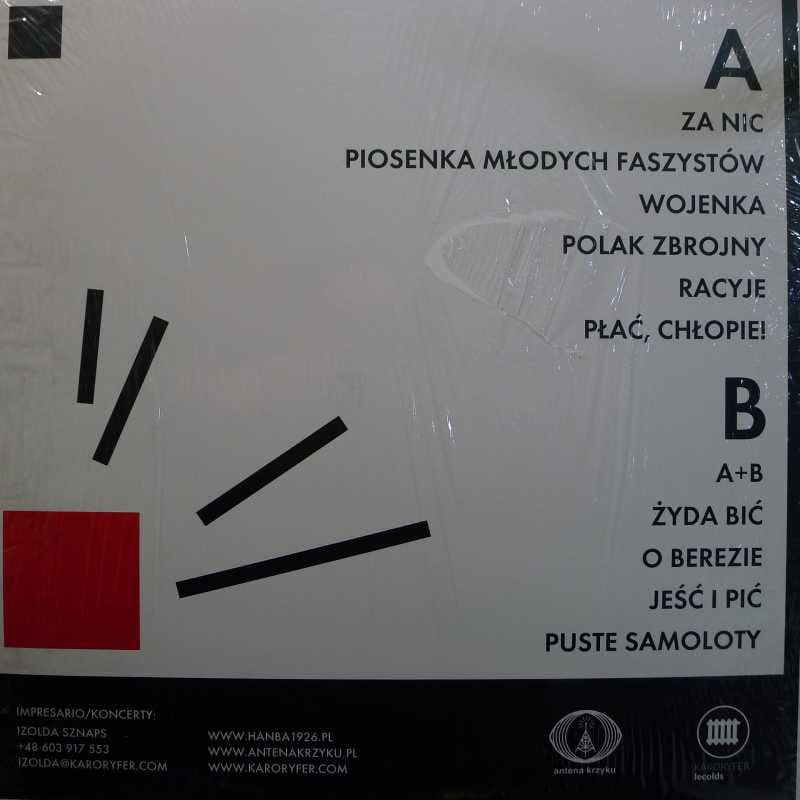 A
ZA NIC
PIOSENKA MŁODYCH FASZYSTÓW
WOJENKA
POLAK ZBROJNY
RACYJE
PŁAĆ, CHŁOPIE!
B
A+B
ŻYDA BIĆ
O BEREZIE
JEŚĆ I PIĆ
PUSTE SAMOLOTY
IMPRESARIO/KONCERTY:
IZOLDA SZNAPS
+48 603 917 553
IZOLDA@KARORYFER.COM
WWW.HANBA1926.PL
WWW.ANTENAKRZYKU.PL
WWW.KARORYFER.COM
antena krzyku
KARORYFER
lecolds